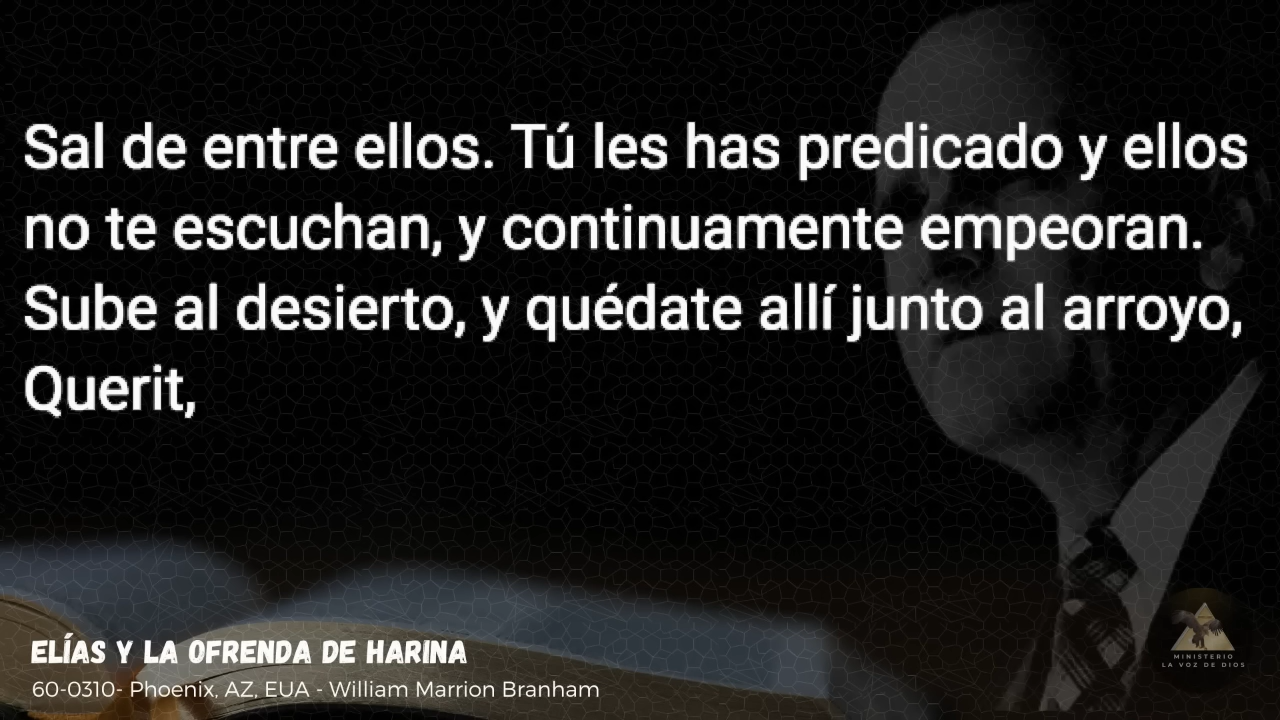 Sal de entre ellos. Tú les has predicado y ellos
no te escuchan, y continuamente empeoran.
Sube al desierto, y quédate allí junto al arroyo,
Querit,
ELÍAS Y LA OFRENDA DE HARINA
60-0310- Phoenix, AZ, EUA - William Marrion Branham
MINISTERIO
LA VOZ DE DIOS